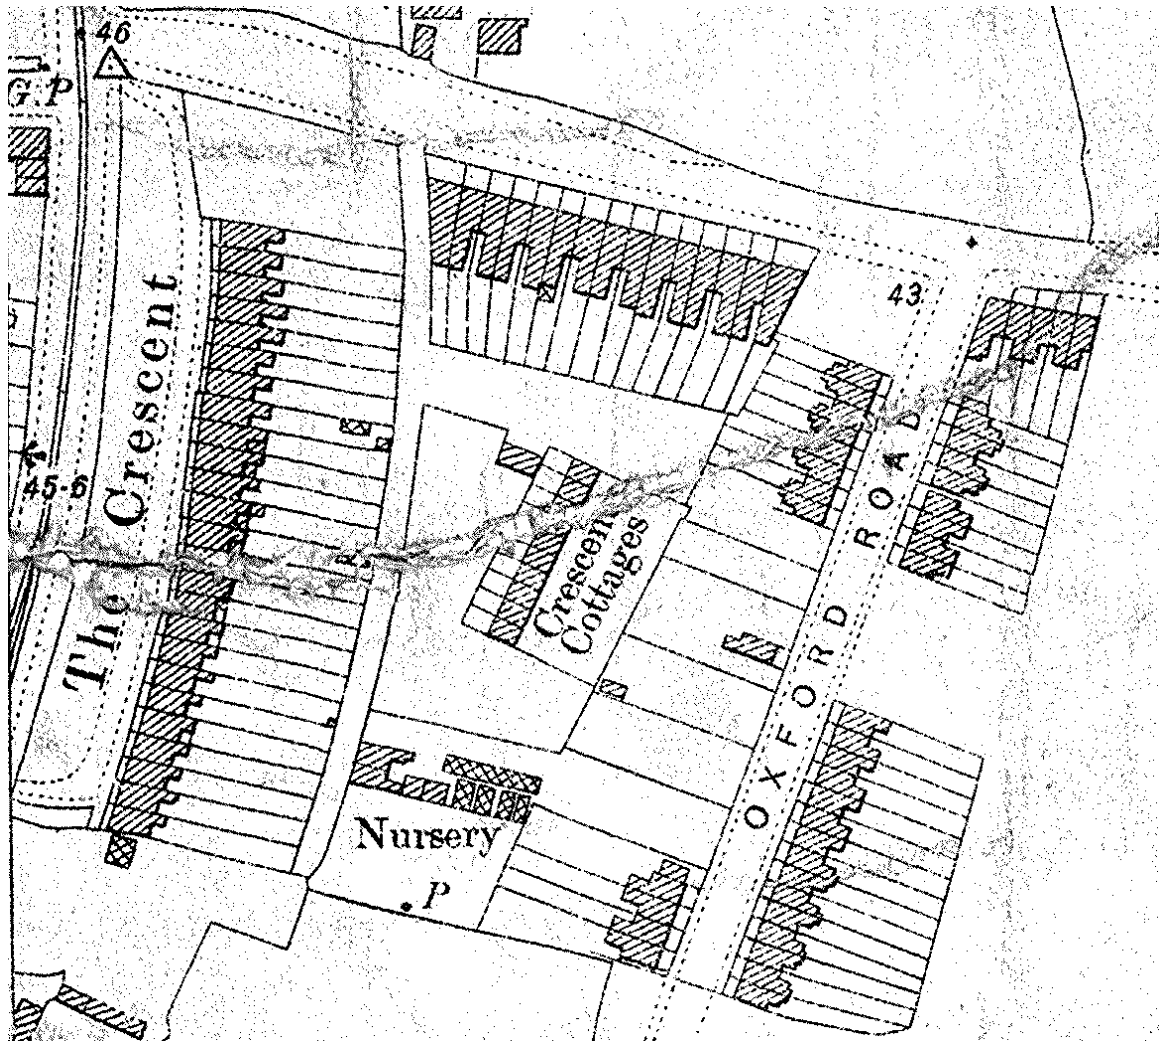 46
G.P
The Crescent
43
45·6
OXFORD ROAD
Crescent
Cottages
Nursery
P